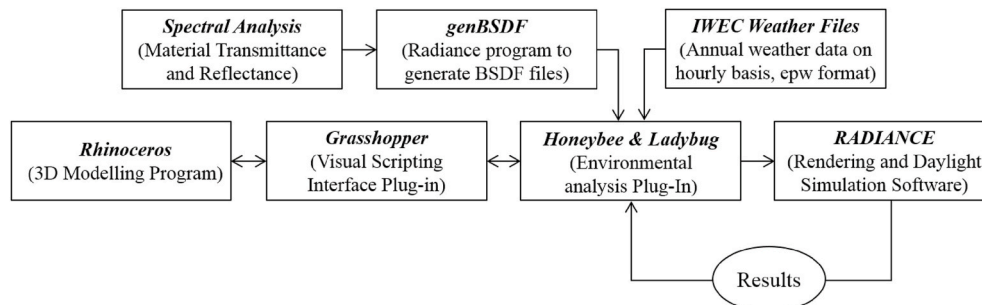 Spectral Analysis
(Material Transmittance
and Reflectance)
genBSDF
(Radiance program to
generate BSDF files)
IWEC Weather Files
(Annual weather data on
hourly basis, epw format)
Rhinoceros
(3D Modelling Program)
Grasshopper
(Visual Scripting
Interface Plug-in)
Honeybee & Ladybug
(Environmental
analysis Plug-In)
RADIANCE
(Rendering and Daylight
Simulation Software)
Results